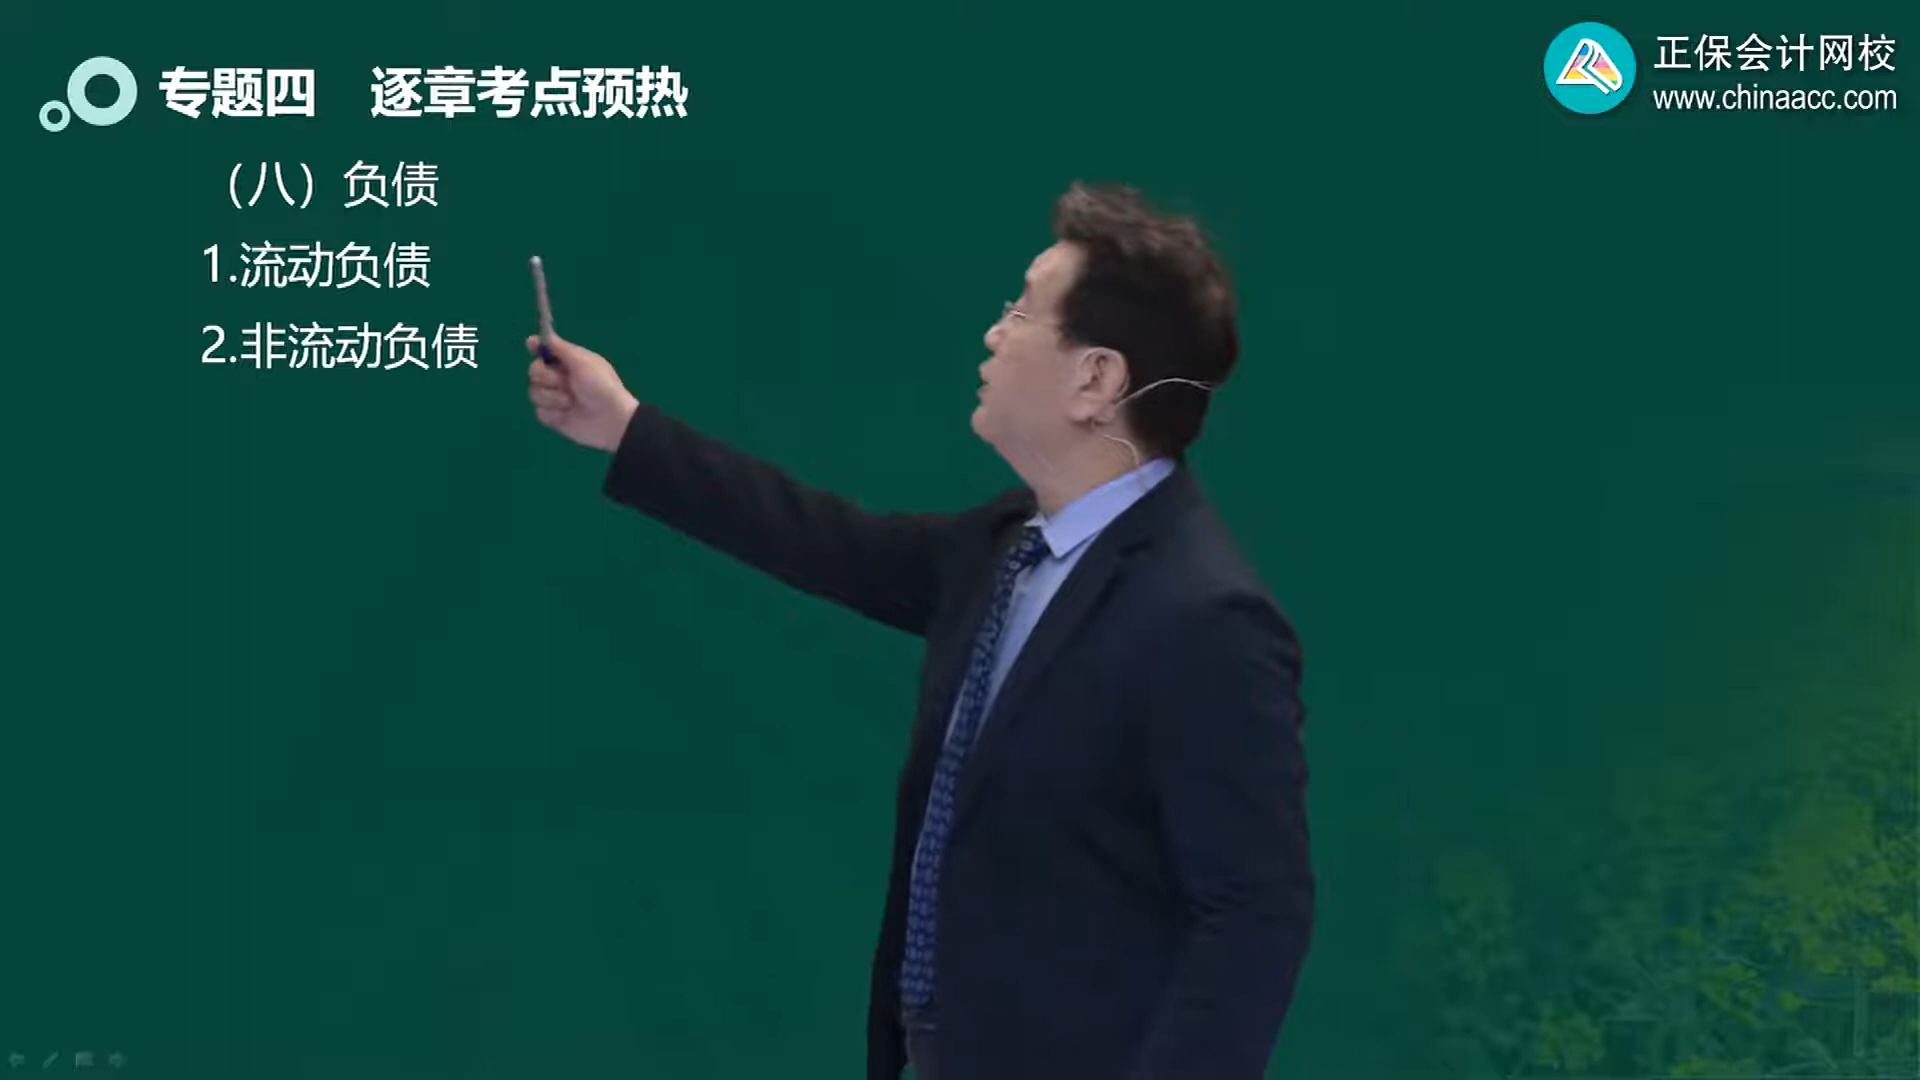 专题四 逐章考点预热
正保会计网校
www.chinaacc.com
（八）负债
1.流动负债
2.非流动负债